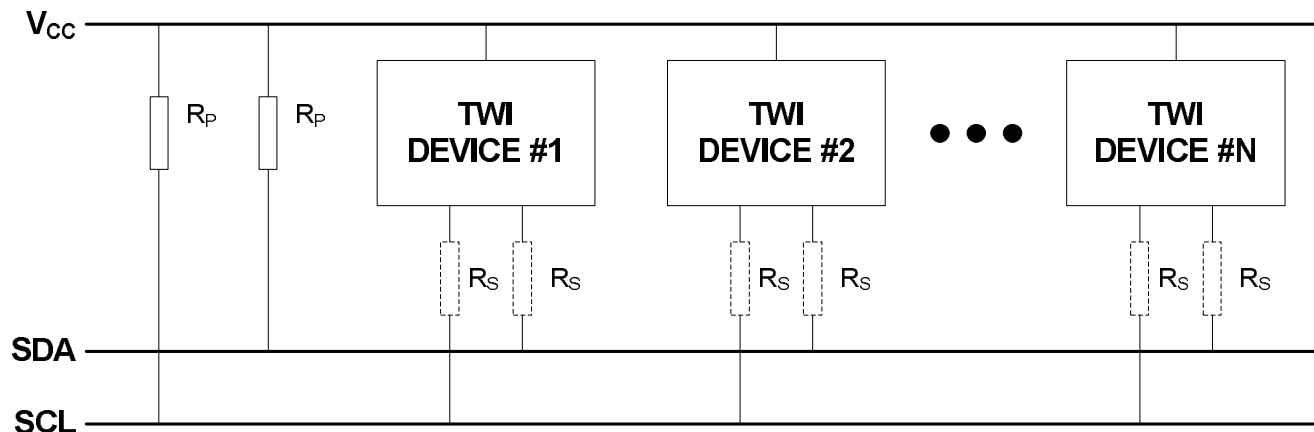 VCC
RP
RP
TWI
DEVICE #1
TWI
DEVICE #2
TWI
DEVICE #N
RS
RS
RS
RS
RS
RS
SDA
SCL